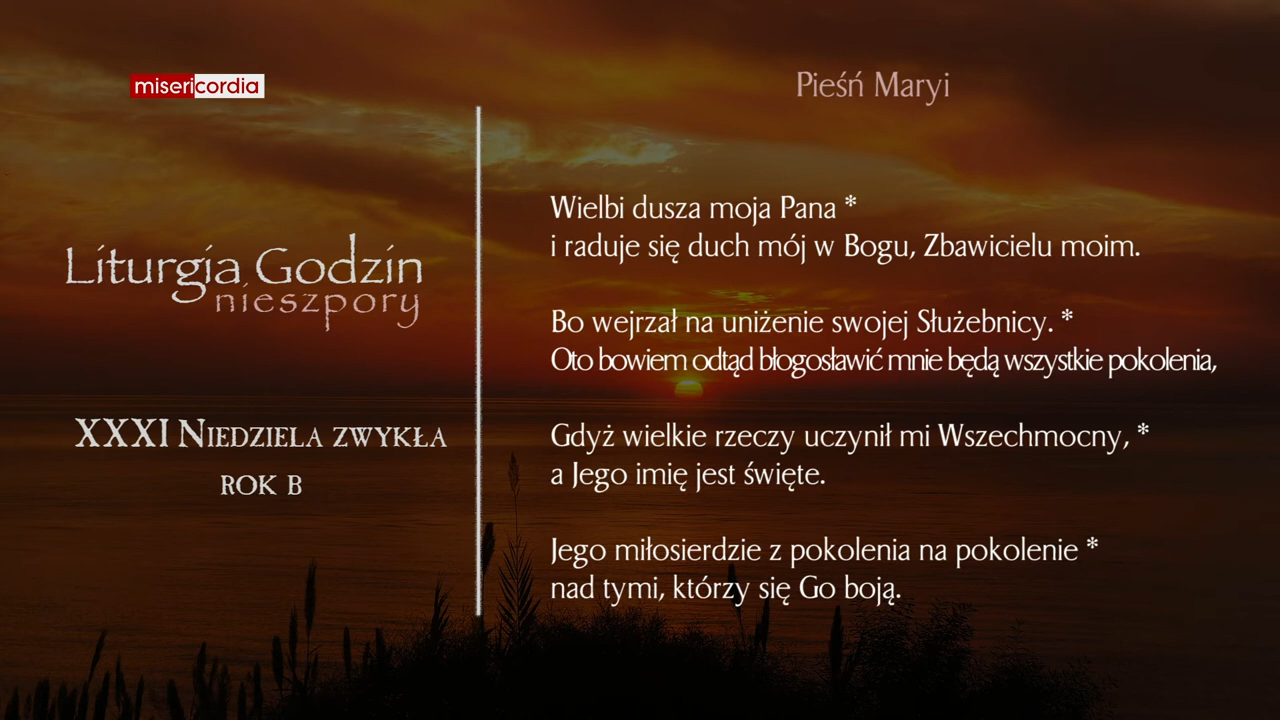 misericordia
Liturgia Godzin
nieszpory
XXXI Niedziela zwykła
rok B
Pieśń Maryi
Wielbi dusza moja Pana *
i raduje się duch mój w Bogu, Zbawicielu moim.
Bo wejrzał na uniżenie swojej Służebnicy. *
Oto bowiem odtąd błogosławić mnie będą wszystkie pokolenia,
Gdyż wielkie rzeczy uczynił mi Wszechmocny, *
a Jego imię jest święte.
Jego miłosierdzie z pokolenia na pokolenie *
nad tymi, którzy się Go boją.